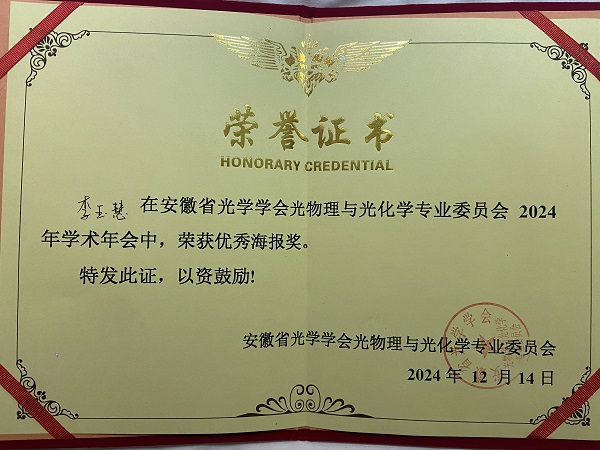 荣誉证书
HONORARY CREDENTIAL
李玉慧 在安徽省光学学会光物理与光化学专业委员会 2024
年学术年会中，荣获优秀海报奖。
特发此证，以资鼓励!
安徽省光学学会光物理与光化学专业委员会
2024 年 12 月 14 日